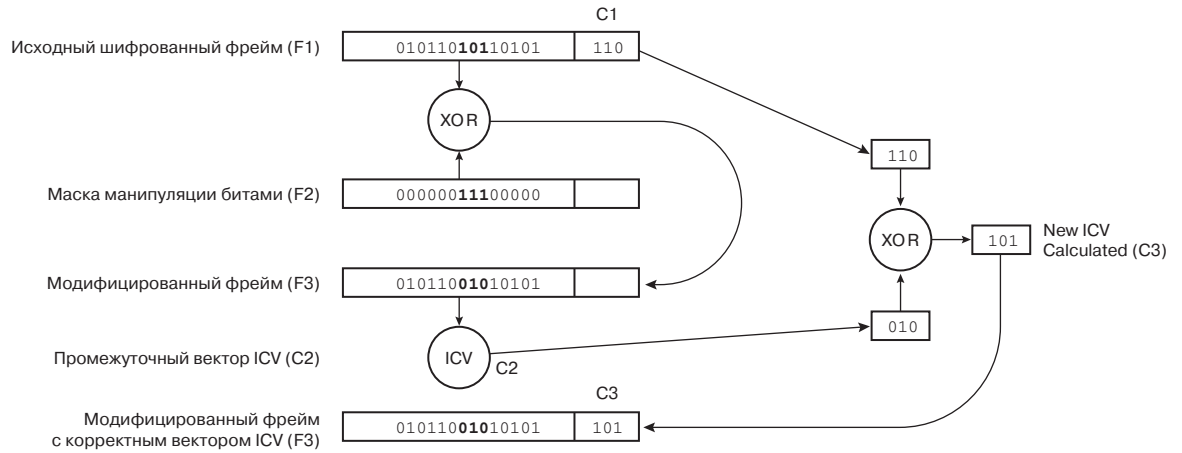 C1
Исходный шифрованный фрейм (F1)
01011010110101 110
XOR
110
Маска манипуляции битами (F2)
00000011100000
XOR
101
New ICV
Calculated (C3)
Модифицированный фрейм (F3)
01011001010101
010
Промежуточный вектор ICV (C2)
ICV
C2
C3
Модифицированный фрейм
с корректным вектором ICV (F3)
01011001010101 101